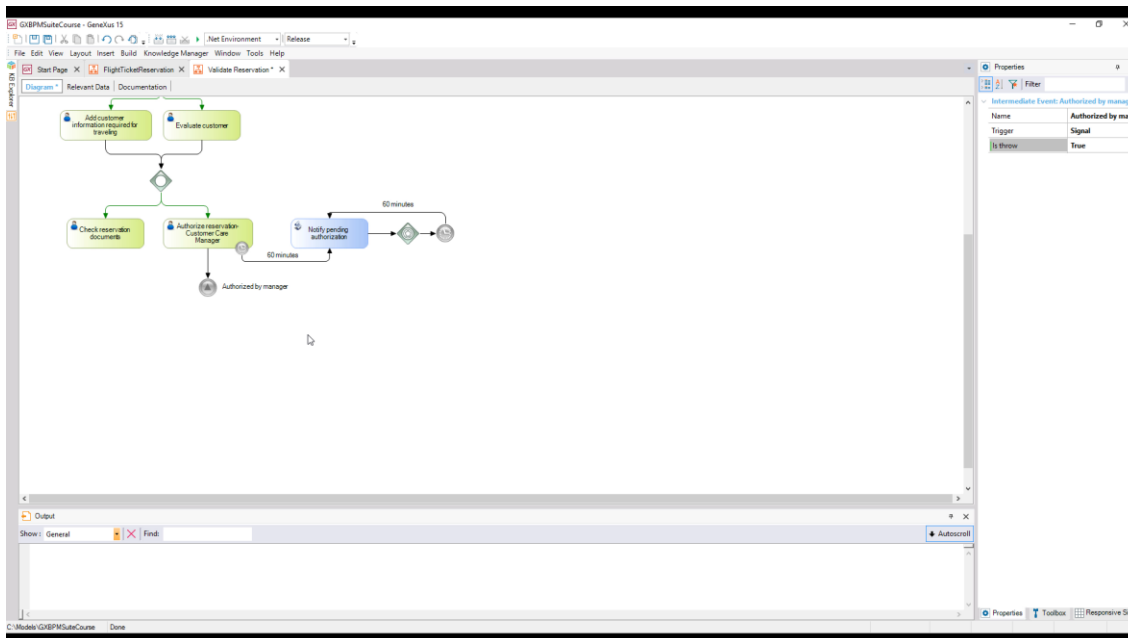 GXBPMSuiteCourse - GeneXus 15
.Net Environment
Release
File Edit View Layout Insert Build Knowledge Manager Window Tools Help
Start Page
FlightTicketReservation
Validate Reservation *
KB Explorer
Diagram *
Relevant Data
Documentation
Add customer
information required for
traveling
Evaluate customer
Check reservation
documents
Authorize reservation-
Customer Care
Manager
60 minutes
Notify pending
authorization
60 minutes
Authorized by manager
Properties
Filter
Intermediate Event: Authorized by manag
Name Authorized by ma
Trigger Signal
Is throw True
Output
Show: General
Find:
Autoscroll
Properties Toolbox Responsive Si
C:\Models\GXBPMSuiteCourse Done